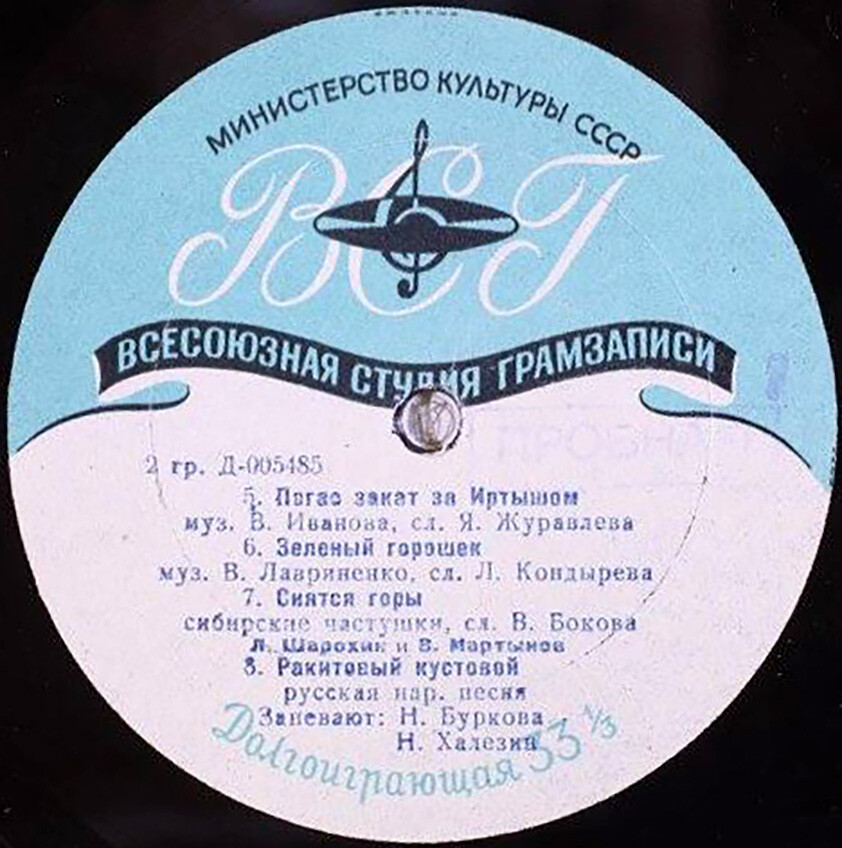 МИНИСТЕРСТВО КУЛЬТУРЫ СССР
ВСГ
ВСЕСОЮЗНАЯ СТУДИЯ ГРАМЗАПИСИ
ПРОБНА
2 гр. Д-005485
5. Погас закат за Иртышом
муз. В. Иванова, сл. Я. Журавлева
6. Зеленый горошек
муз. В. Лавриненко, сл. Л. Кондырева
7. Снятся горы
сибирские частушки, сл. В. Бокова
Л. Шарохин и В. Мартынов
8. Ракитовый кустовой
русская нар. песня
Запевают: Н. Буркова
Н. Халезин
Долгоиграющая 33 1/3